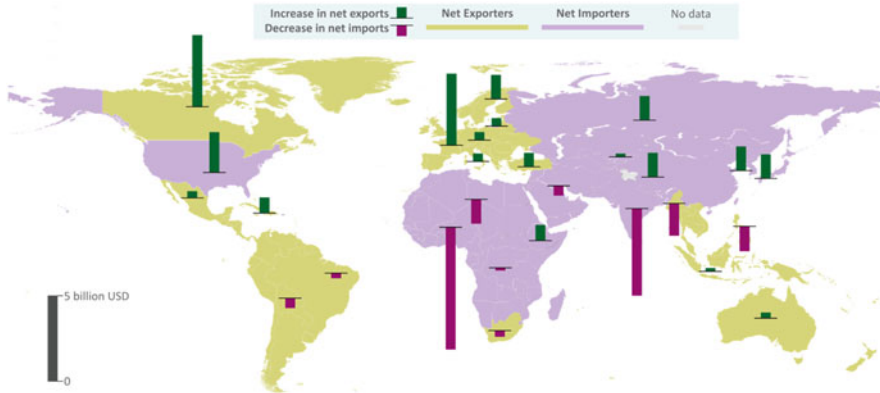 Increase in net exports
Decrease in net imports
Net Exporters
Net Importers
No data
5 billion USD
0